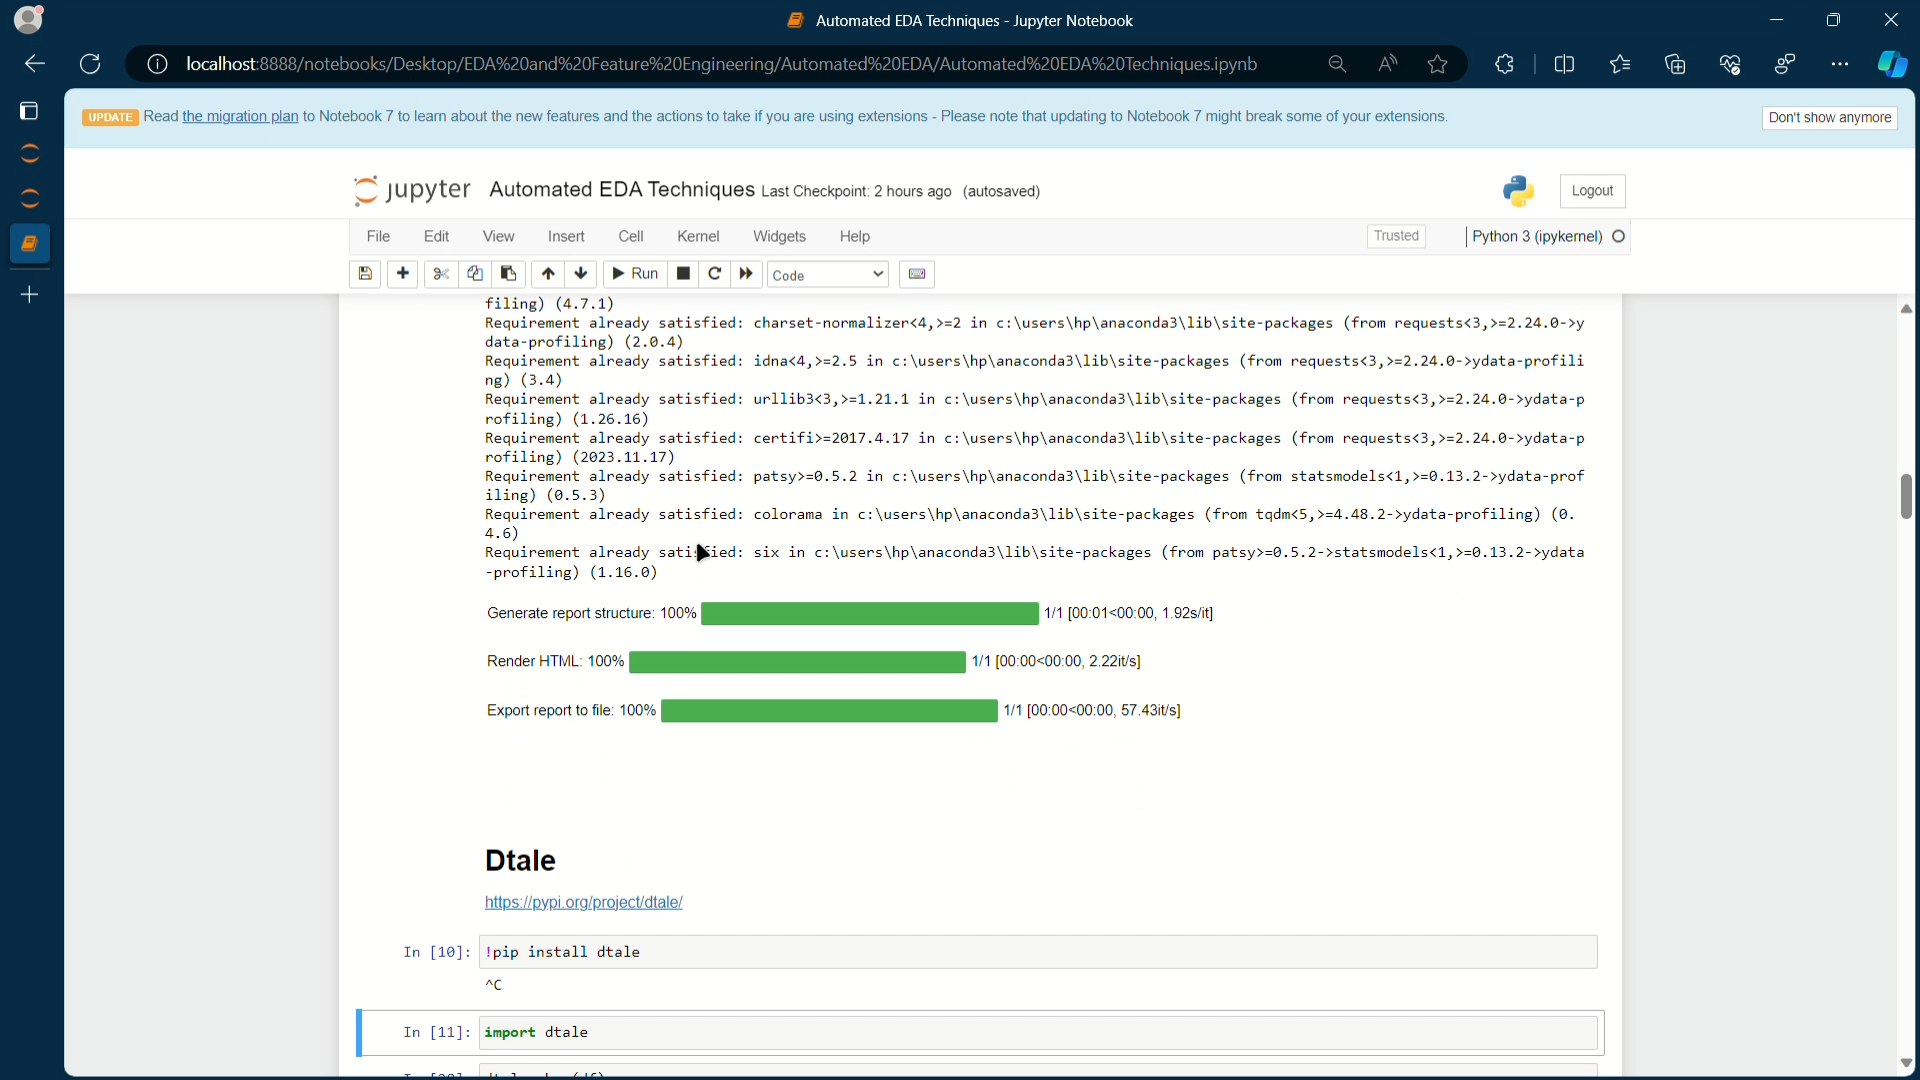 Automated EDA Techniques - Jupyter Notebook
localhost:8888/notebooks/Desktop/EDA%20and%20Feature%20Engineering/Automated%20EDA/Automated%20EDA%20Techniques.ipynb
UPDATE Read the migration plan to Notebook 7 to learn about the new features and the actions to take if you are using extensions - Please note that updating to Notebook 7 might break some of your extensions.
Don't show anymore
jupyter Automated EDA Techniques Last Checkpoint: 2 hours ago (autosaved)
Logout
File Edit View Insert Cell Kernel Widgets Help
Trusted
Python 3 (ipykernel)
Run
Code
filing) (4.7.1)
Requirement already satisfied: charset-normalizer<4,>=2 in c:\users\hp\anaconda3\lib\site-packages (from requests<3,>=2.24.0->y
data-profiling) (2.0.4)
Requirement already satisfied: idna<4,>=2.5 in c:\users\hp\anaconda3\lib\site-packages (from requests<3,>=2.24.0->ydata-profili
ng) (3.4)
Requirement already satisfied: urllib3<3,>=1.21.1 in c:\users\hp\anaconda3\lib\site-packages (from requests<3,>=2.24.0->ydata-p
rofiling) (1.26.16)
Requirement already satisfied: certifi>=2017.4.17 in c:\users\hp\anaconda3\lib\site-packages (from requests<3,>=2.24.0->ydata-p
rofiling) (2023.11.17)
Requirement already satisfied: patsy>=0.5.2 in c:\users\hp\anaconda3\lib\site-packages (from statsmodels<1,>=0.13.2->ydata-prof
iling) (0.5.3)
Requirement already satisfied: colorama in c:\users\hp\anaconda3\lib\site-packages (from tqdm<5,>=4.48.2->ydata-profiling) (0.
4.6)
Requirement already satisfied: six in c:\users\hp\anaconda3\lib\site-packages (from patsy>=0.5.2->statsmodels<1,>=0.13.2->ydata
-profiling) (1.16.0)
Generate report structure: 100% 1/1 [00:01<00:00, 1.92s/it]
Render HTML: 100% 1/1 [00:00<00:00, 2.22it/s]
Export report to file: 100% 1/1 [00:00<00:00, 57.43it/s]
Dtale
https://pypi.org/project/dtale/
In [10]: !pip install dtale
^C
In [11]: import dtale